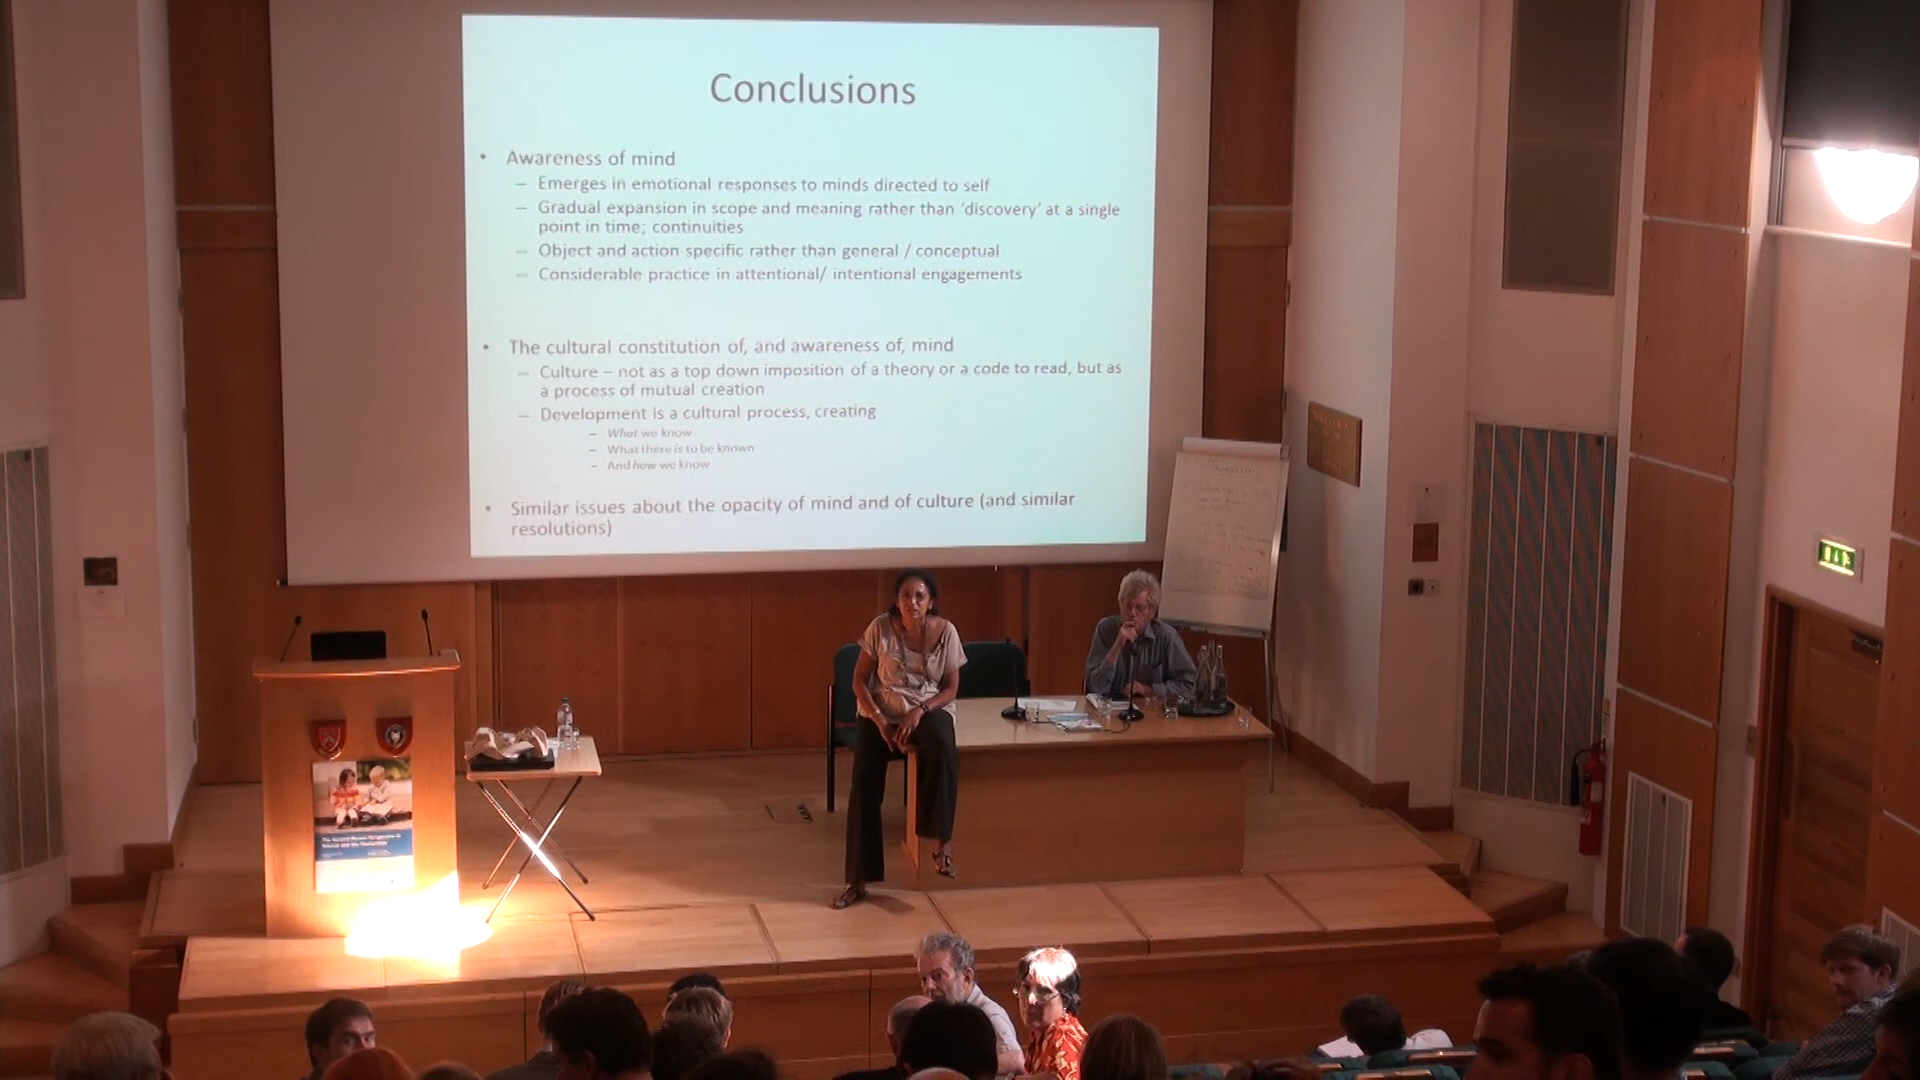 Conclusions
• Awareness of mind
– Emerges in emotional responses to minds directed to self
– Gradual expansion in scope and meaning rather than ‘discovery’ at a single
point in time; continuities
– Object and action specific rather than general / conceptual
– Considerable practice in attentional/ intentional engagements
• The cultural constitution of, and awareness of, mind
– Culture – not as a top down imposition of a theory or a code to read, but as
a process of mutual creation
– Development is a cultural process, creating
– What we know
– What there is to be known
– And how we know
• Similar issues about the opacity of mind and of culture (and similar
resolutions)